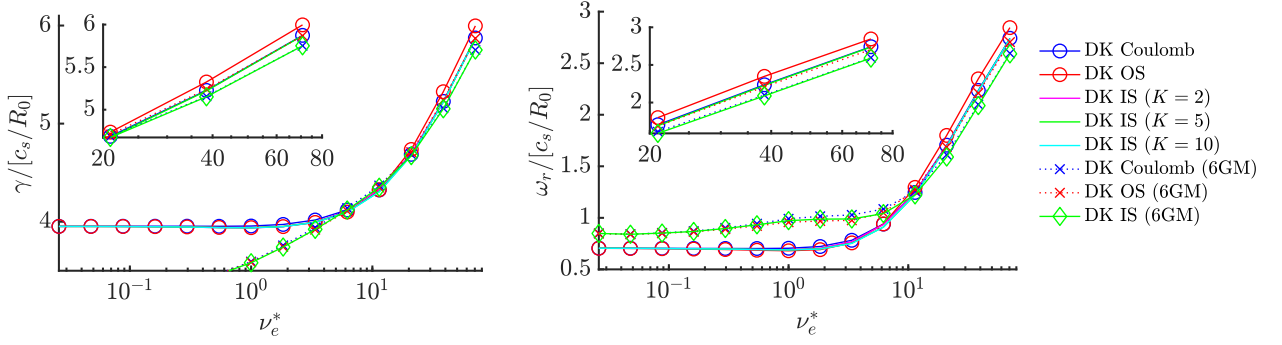 6
5
4
γ/[c_s/R_0]
10^{-1}
10^0
10^1
ν_e^*
6
5.5
5
20
40
60
80
3
2.5
2
1.5
1
0.5
ω_r/[c_s/R_0]
10^{-1}
10^0
10^1
ν_e^*
3
2.5
2
20
40
60
80
DK Coulomb
DK OS
DK IS (K = 2)
DK IS (K = 5)
DK IS (K = 10)
DK Coulomb (6GM)
DK OS (6GM)
DK IS (6GM)